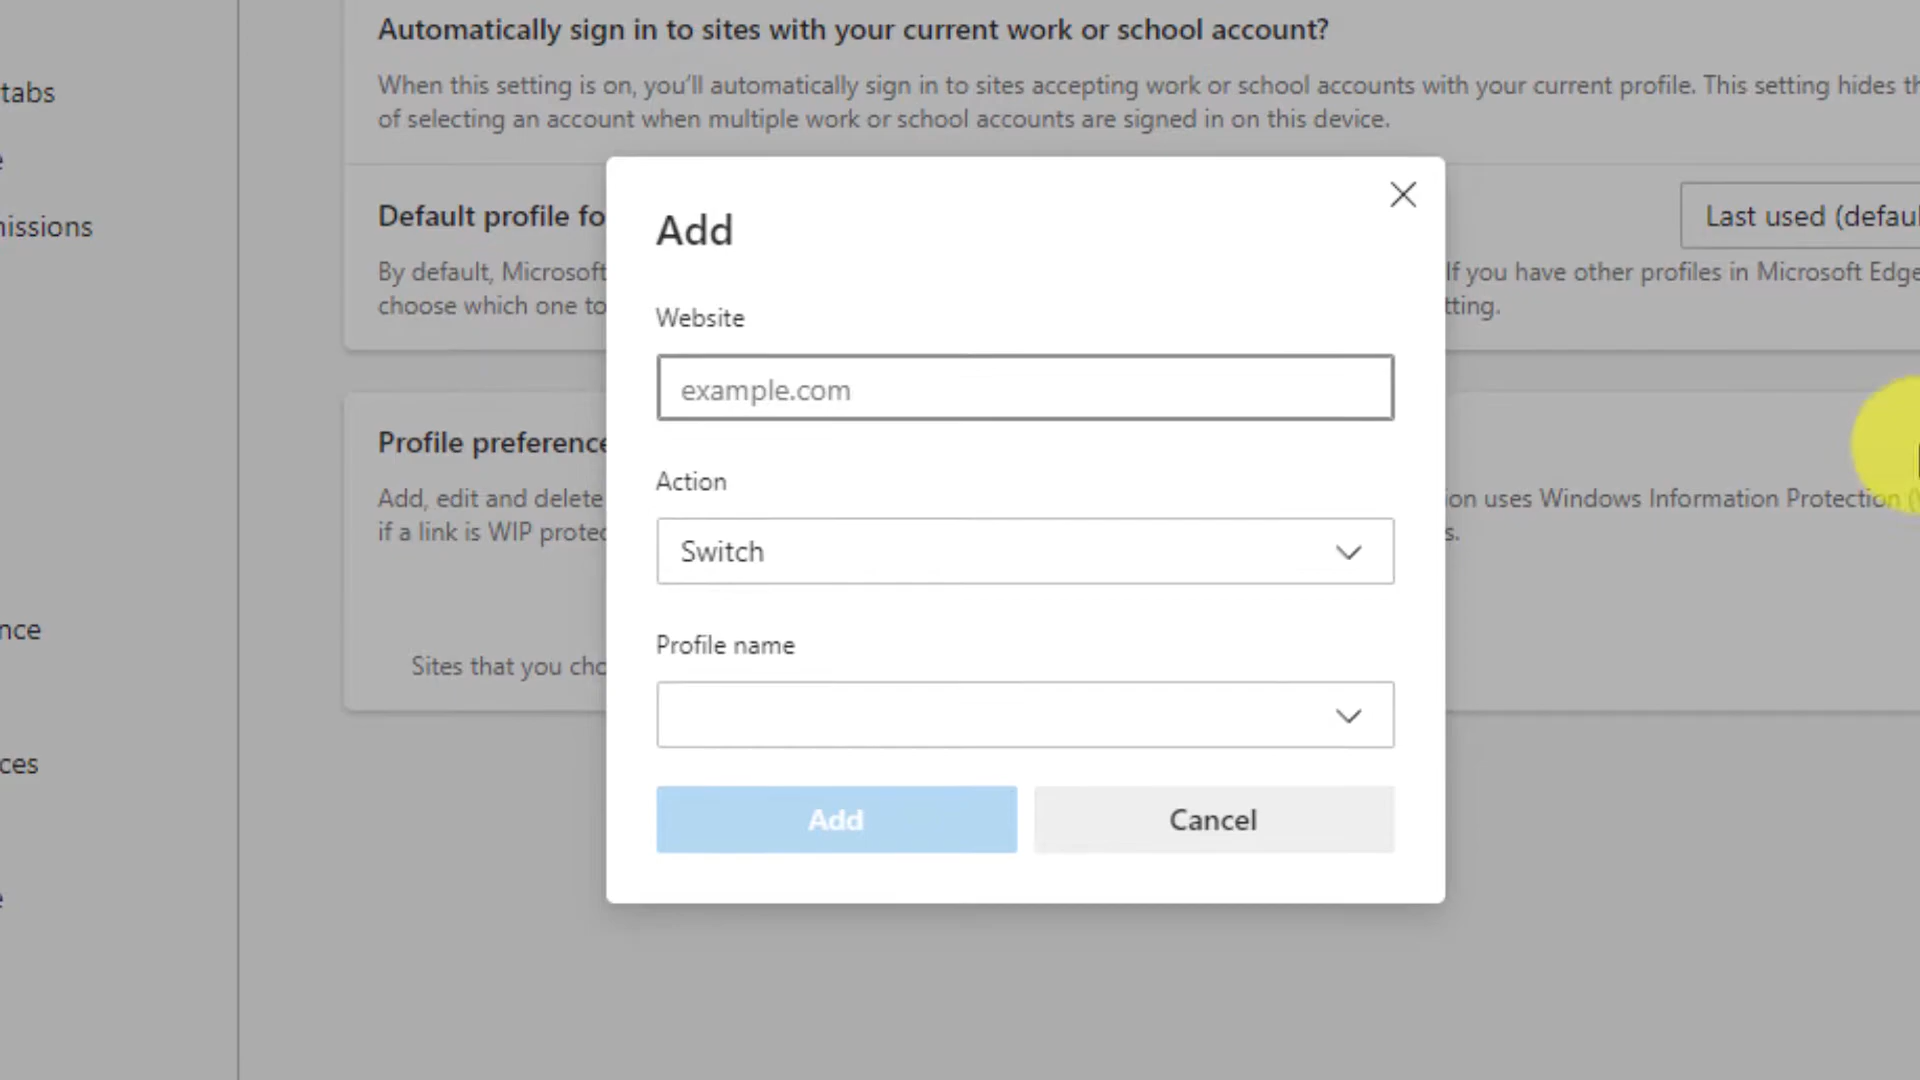 Automatically sign in to sites with your current work or school account?
When this setting is on, you'll automatically sign in to sites accepting work or school accounts with your current profile. This setting hides
of selecting an account when multiple work or school accounts are signed in on this device.
tabs
Default profile fo
Last used (defaul
By default, Microsoft
If you have other profiles in Microsoft Edge
choose which one to
tting.
issions
Add
Website
example.com
Profile preference
Action
Add, edit and delete
ion uses Windows Information Protection (
if a link is WIP protec
s.
Switch
nce
Profile name
Sites that you cho
ces
Add
Cancel